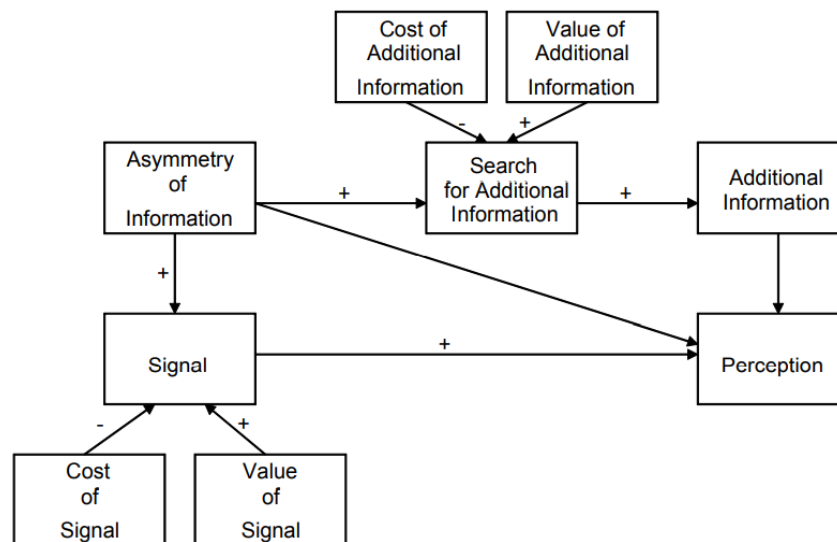 Cost of
Additional
Information
Value of
Additional
Information
-
+
Asymmetry
of
Information
+
Search
for Additional
Information
+
Additional
Information
+
Signal
+
Perception
-
+
Cost
of
Signal
Value
of
Signal